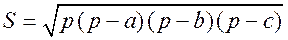 S = √p(p−a)(p−b)(p−c)